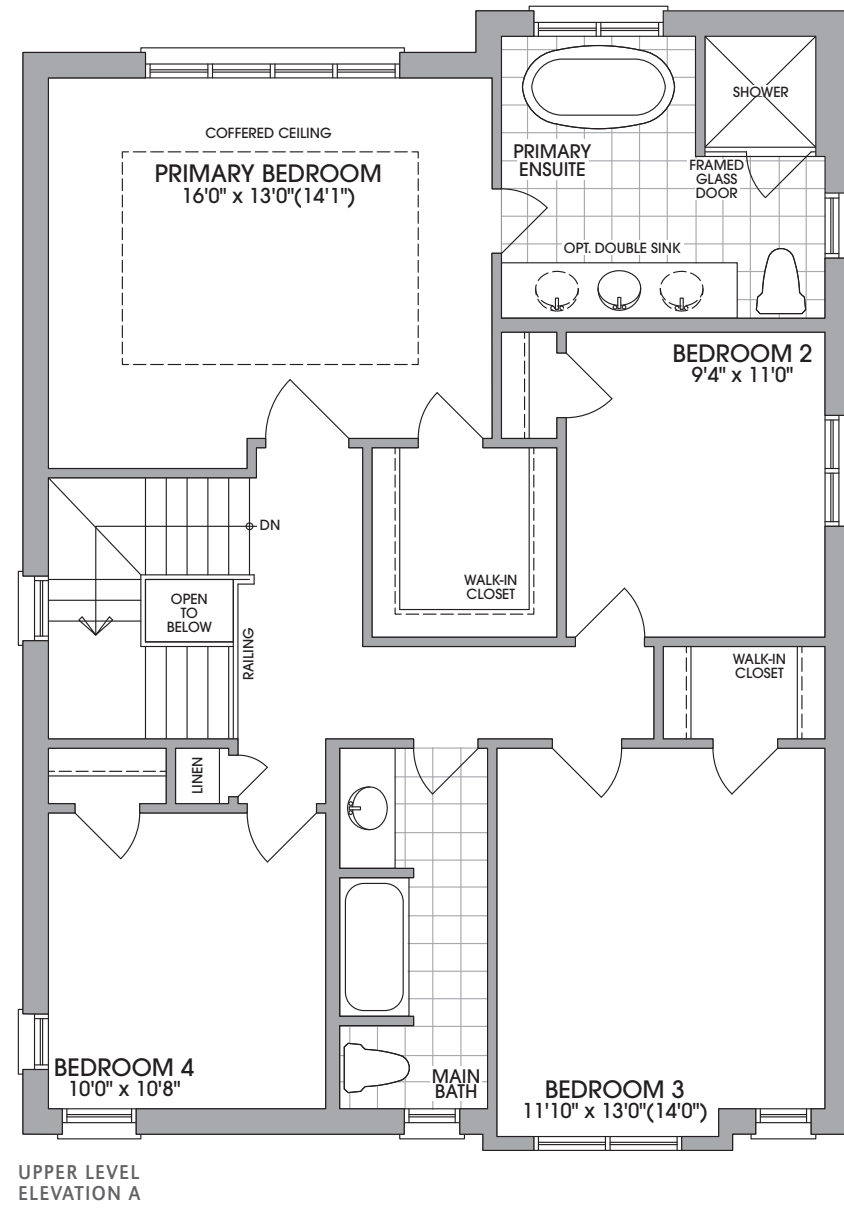 COFFERED CEILING
PRIMARY BEDROOM
16'0" x 13'0"(14'1")
PRIMARY
ENSUITE
SHOWER
FRAMED
GLASS
DOOR
OPT. DOUBLE SINK
BEDROOM 2
9'4" x 11'0"
DN
OPEN
TO
BELOW
RAILING
WALK-IN
CLOSET
WALK-IN
CLOSET
LINEN
BEDROOM 4
10'0" x 10'8"
MAIN
BATH
BEDROOM 3
11'10" x 13'0"(14'0")
UPPER LEVEL
ELEVATION A